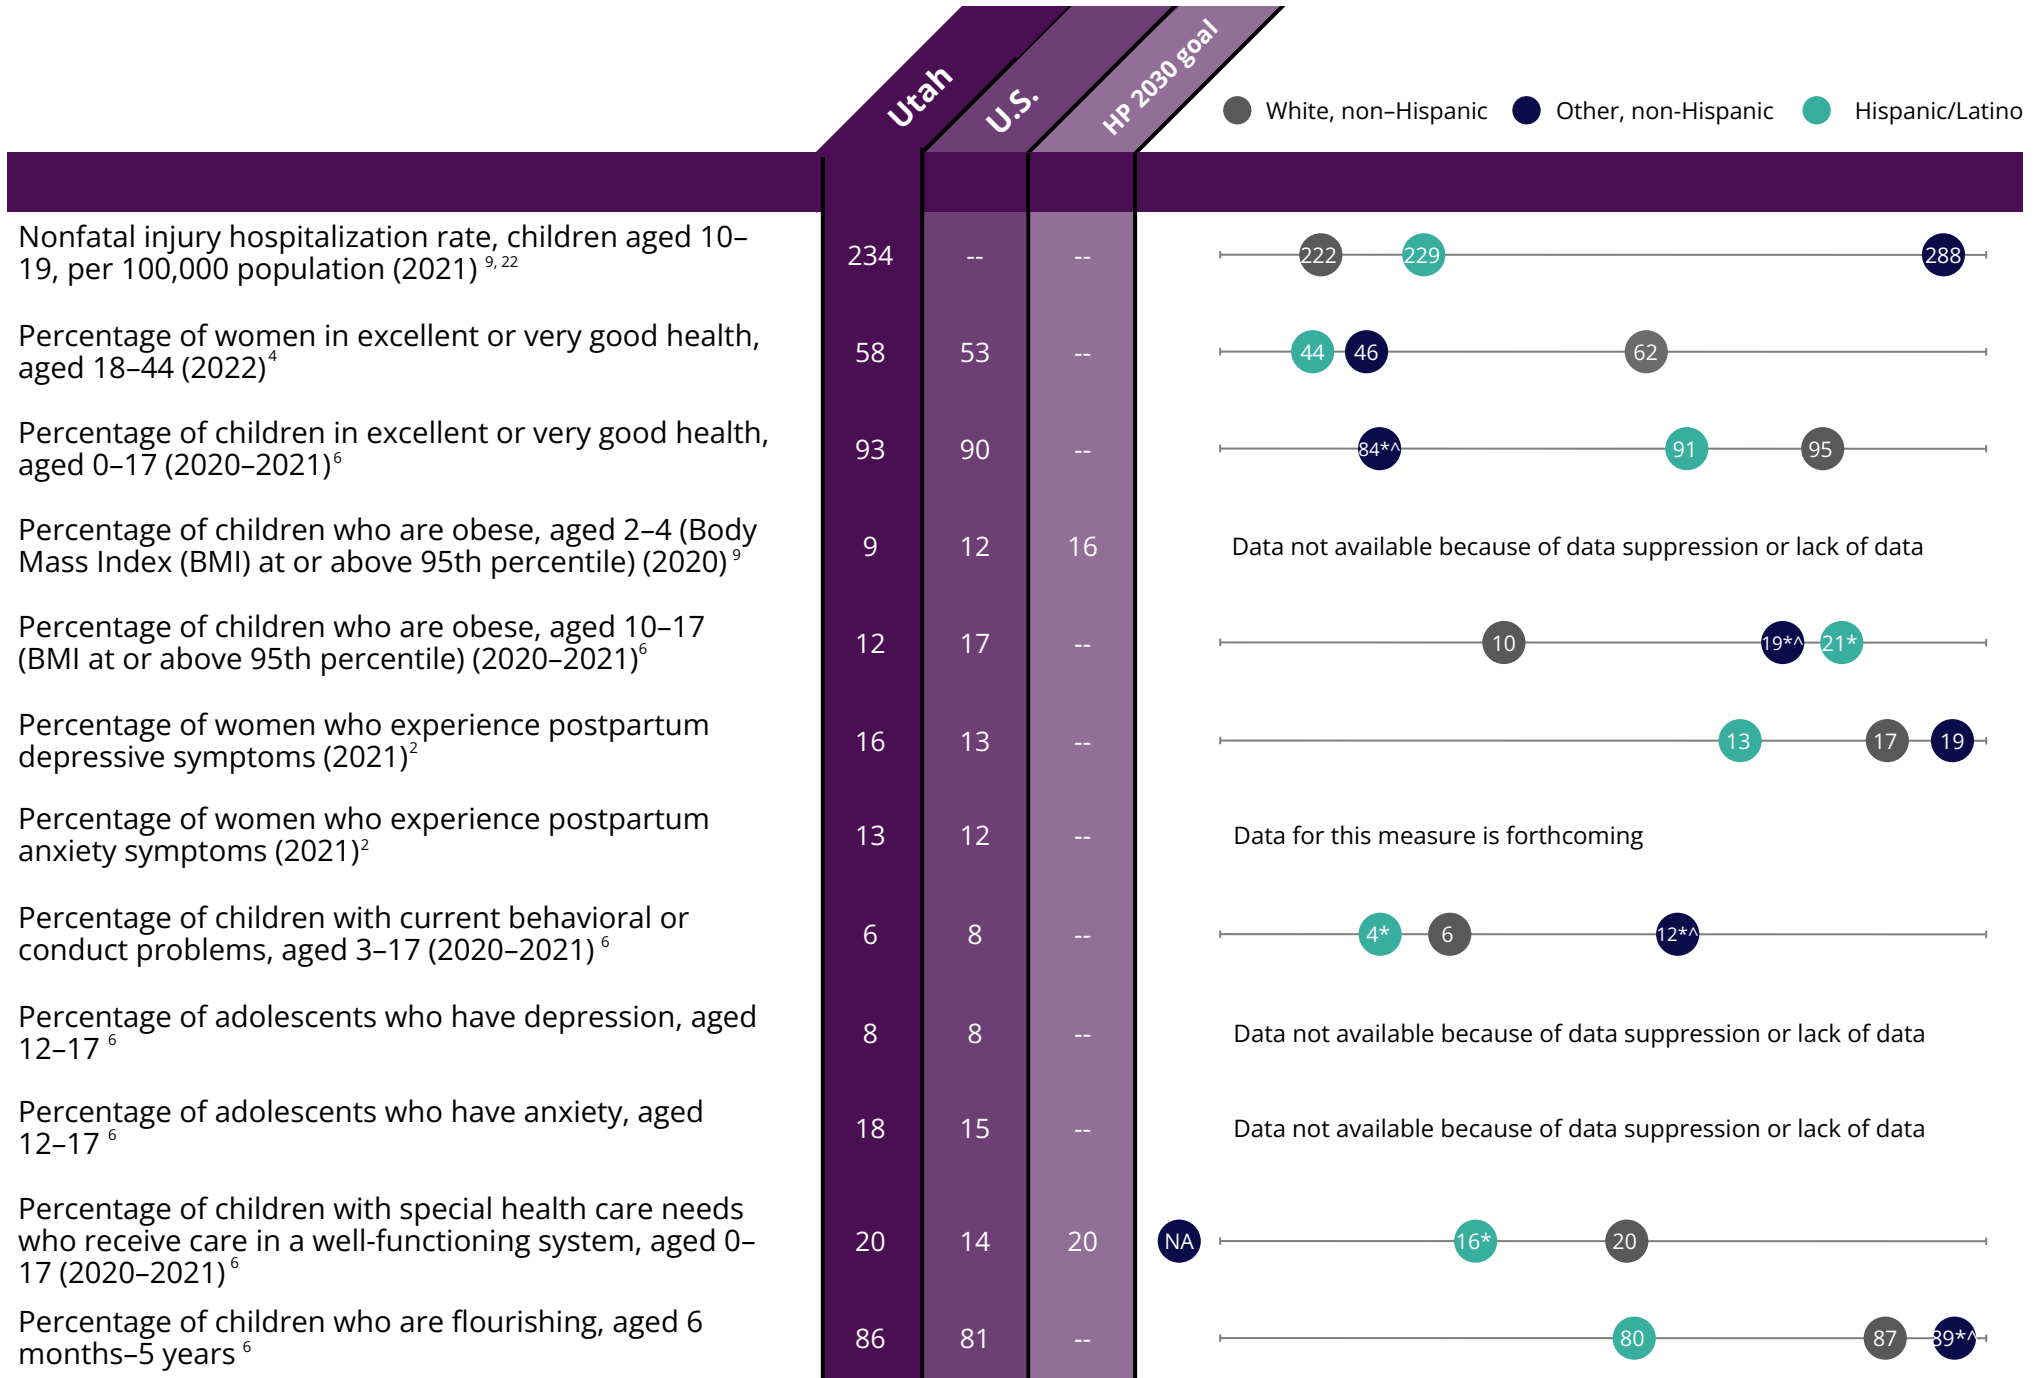 Utah
U.S.
HP 2030 goal
White, non–Hispanic
Other, non-Hispanic
Hispanic/Latino
Nonfatal injury hospitalization rate, children aged 10–
19, per 100,000 population (2021) 9, 22
234
--
--
222
229
288
Percentage of women in excellent or very good health,
aged 18–44 (2022) 4
58
53
--
44
46
62
Percentage of children in excellent or very good health,
aged 0–17 (2020–2021) 6
93
90
--
84*^
91
95
Percentage of children who are obese, aged 2–4 (Body
Mass Index (BMI) at or above 95th percentile) (2020) 9
9
12
16
Data not available because of data suppression or lack of data
Percentage of children who are obese, aged 10–17
(BMI at or above 95th percentile) (2020–2021) 6
12
17
--
10
19*^
21*
Percentage of women who experience postpartum
depressive symptoms (2021) 2
16
13
--
13
17
19
Percentage of women who experience postpartum
anxiety symptoms (2021) 2
13
12
--
Data for this measure is forthcoming
Percentage of children with current behavioral or
conduct problems, aged 3–17 (2020–2021) 6
6
8
--
4*
6
12*^
Percentage of adolescents who have depression, aged
12–17 6
8
8
--
Data not available because of data suppression or lack of data
Percentage of adolescents who have anxiety, aged
12–17 6
18
15
--
Data not available because of data suppression or lack of data
Percentage of children with special health care needs
who receive care in a well-functioning system, aged 0–
17 (2020–2021) 6
20
14
20
NA
16*
20
Percentage of children who are flourishing, aged 6
months–5 years 6
86
81
--
80
87
89*^